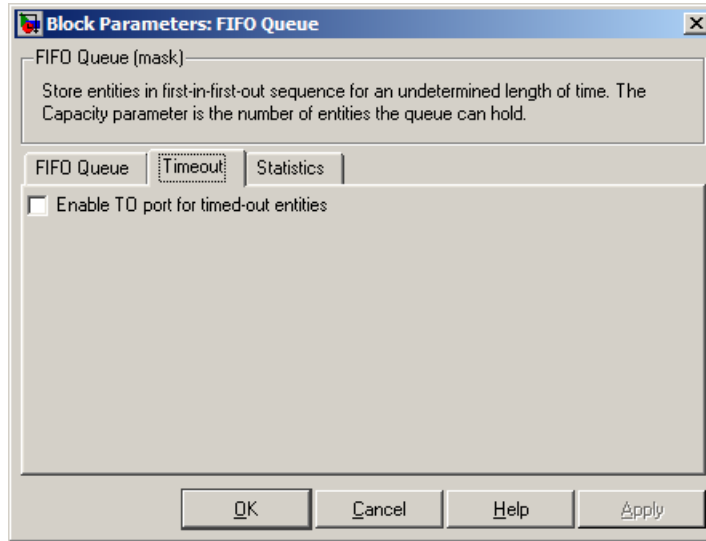 Block Parameters: FIFO Queue
FIFO Queue (mask)
Store entities in first-in-first-out sequence for an undetermined length of time. The
Capacity parameter is the number of entities the queue can hold.
FIFO Queue Timeout Statistics
Enable TO port for timed-out entities
OK Cancel Help Apply